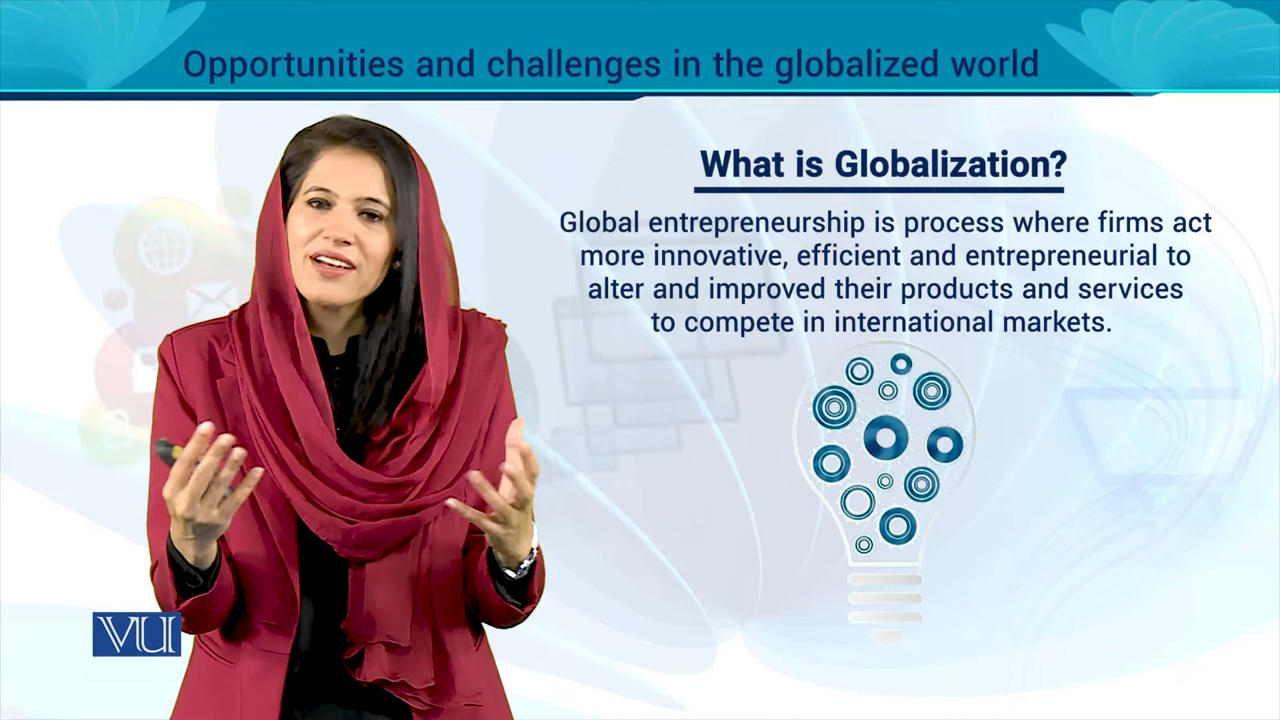 Opportunities and challenges in the globalized world
What is Globalization?
Global entrepreneurship is process where firms act
more innovative, efficient and entrepreneurial to
alter and improved their products and services
to compete in international markets.
VU